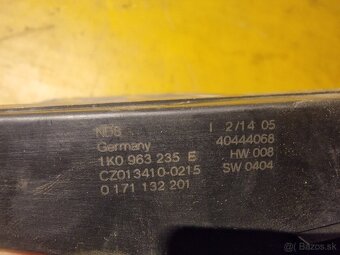 NDS
Germany
1K0 963 235 E
CZ013410-0215
0 171 132 201
I 2/14 05
40444068
HW 008
SW 0404
Bazos.sk